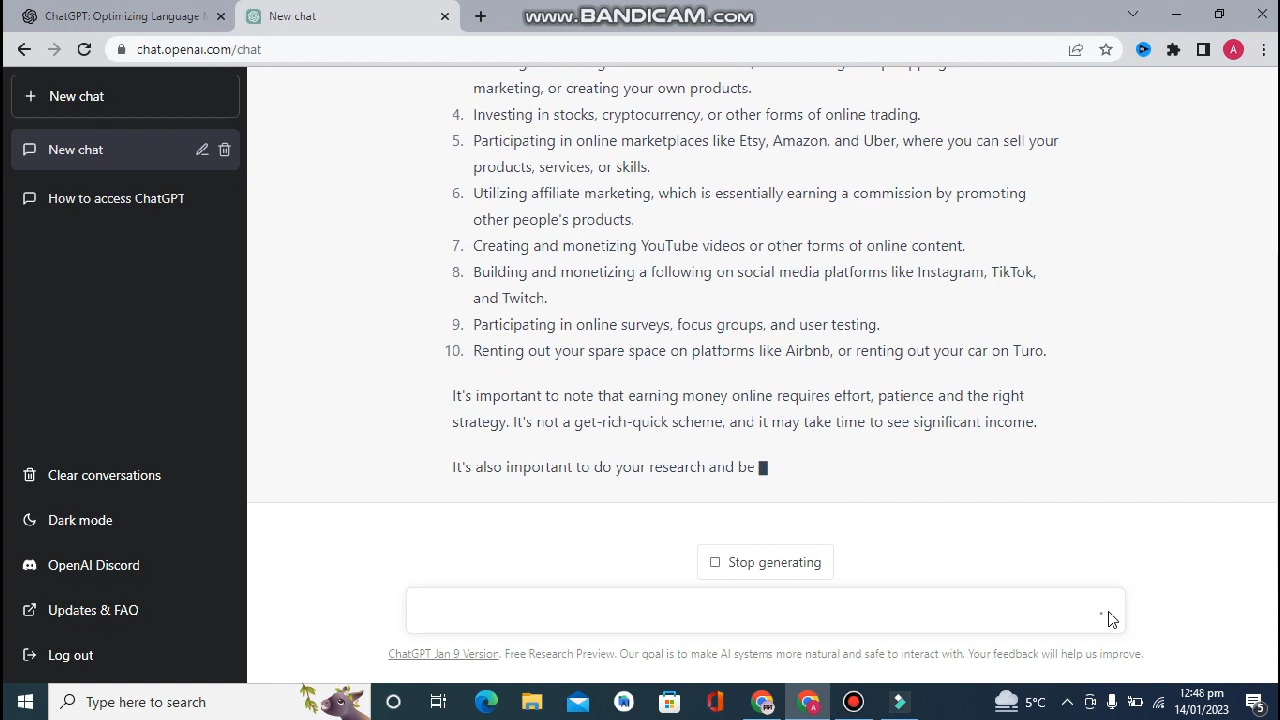 ChatGPT: Optimizing Language
New chat
www.BANDICAM.com
chat.openai.com/chat
A
New chat
New chat
How to access ChatGPT
Clear conversations
Dark mode
OpenAI Discord
Updates & FAQ
Log out
marketing, or creating your own products.
4. Investing in stocks, cryptocurrency, or other forms of online trading.
5. Participating in online marketplaces like Etsy, Amazon, and Uber, where you can sell your
products, services, or skills.
6. Utilizing affiliate marketing, which is essentially earning a commission by promoting
other people's products.
7. Creating and monetizing YouTube videos or other forms of online content.
8. Building and monetizing a following on social media platforms like Instagram, TikTok,
and Twitch.
9. Participating in online surveys, focus groups, and user testing.
10. Renting out your spare space on platforms like Airbnb, or renting out your car on Turo.
It's important to note that earning money online requires effort, patience and the right
strategy. It's not a get-rich-quick scheme, and it may take time to see significant income.
It's also important to do your research and be
Stop generating
ChatGPT Jan 9 Version. Free Research Preview. Our goal is to make AI systems more natural and safe to interact with. Your feedback will help us improve.
Type here to search
5°C
12:48 pm
14/01/2023
5